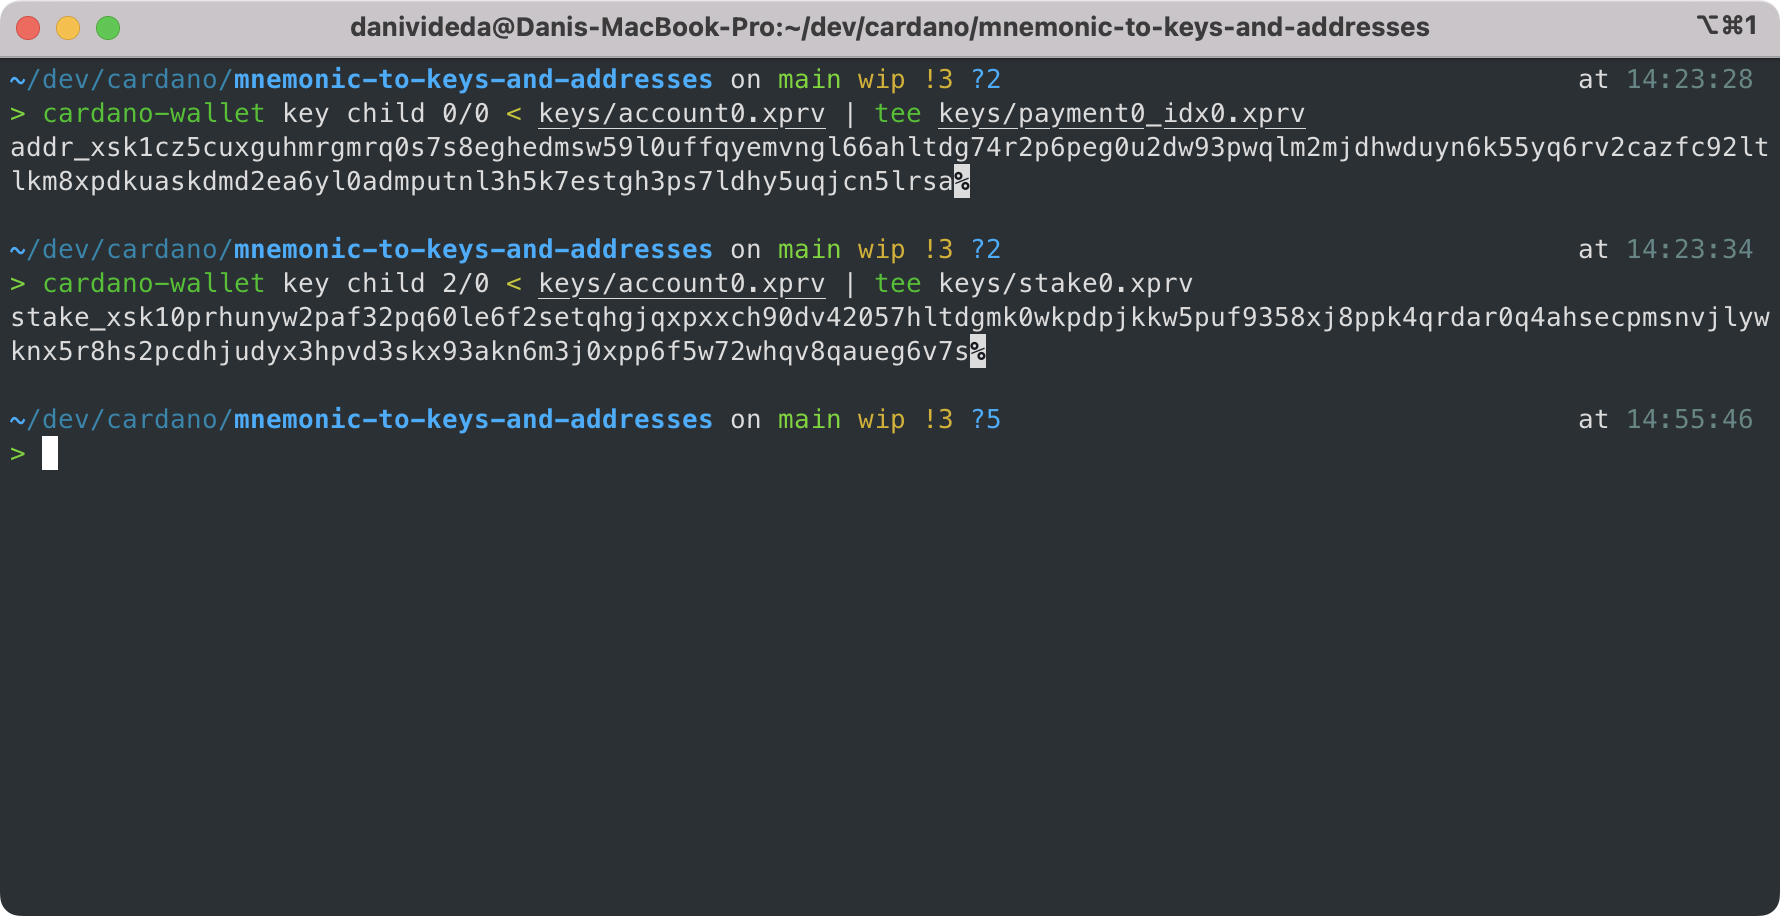 danivideda@Danis-MacBook-Pro:~/dev/cardano/mnemonic-to-keys-and-addresses ⌥⌘1
~/dev/cardano/mnemonic-to-keys-and-addresses on main wip !3 ?2 at 14:23:28
> cardano-wallet key child 0/0 < keys/account0.xprv | tee keys/payment0_idx0.xprv
addr_xsk1cz5cuxguhmrgmrq0s7s8eghedmsw59l0uffqyemvngl66ahltdg74r2p6peg0u2dw93pwqlm2mjdhwduyn6k55yq6rv2cazfc92lt
lkm8xpdkuaskdmd2ea6yl0admputnl3h5k7estgh3ps7ldhy5uqjcn5lrsa%
~/dev/cardano/mnemonic-to-keys-and-addresses on main wip !3 ?2 at 14:23:34
> cardano-wallet key child 2/0 < keys/account0.xprv | tee keys/stake0.xprv
stake_xsk10prhunyw2paf32pq60le6f2setqhgjqxpxxch90dv42057hltdgmk0wkpdpjkkw5puf9358xj8ppk4qrdar0q4ahsecpmsnvjlyw
knx5r8hs2pcdhjudyx3hpvd3skx93akn6m3j0xpp6f5w72whqv8qaueg6v7s%
~/dev/cardano/mnemonic-to-keys-and-addresses on main wip !3 ?5 at 14:55:46
>